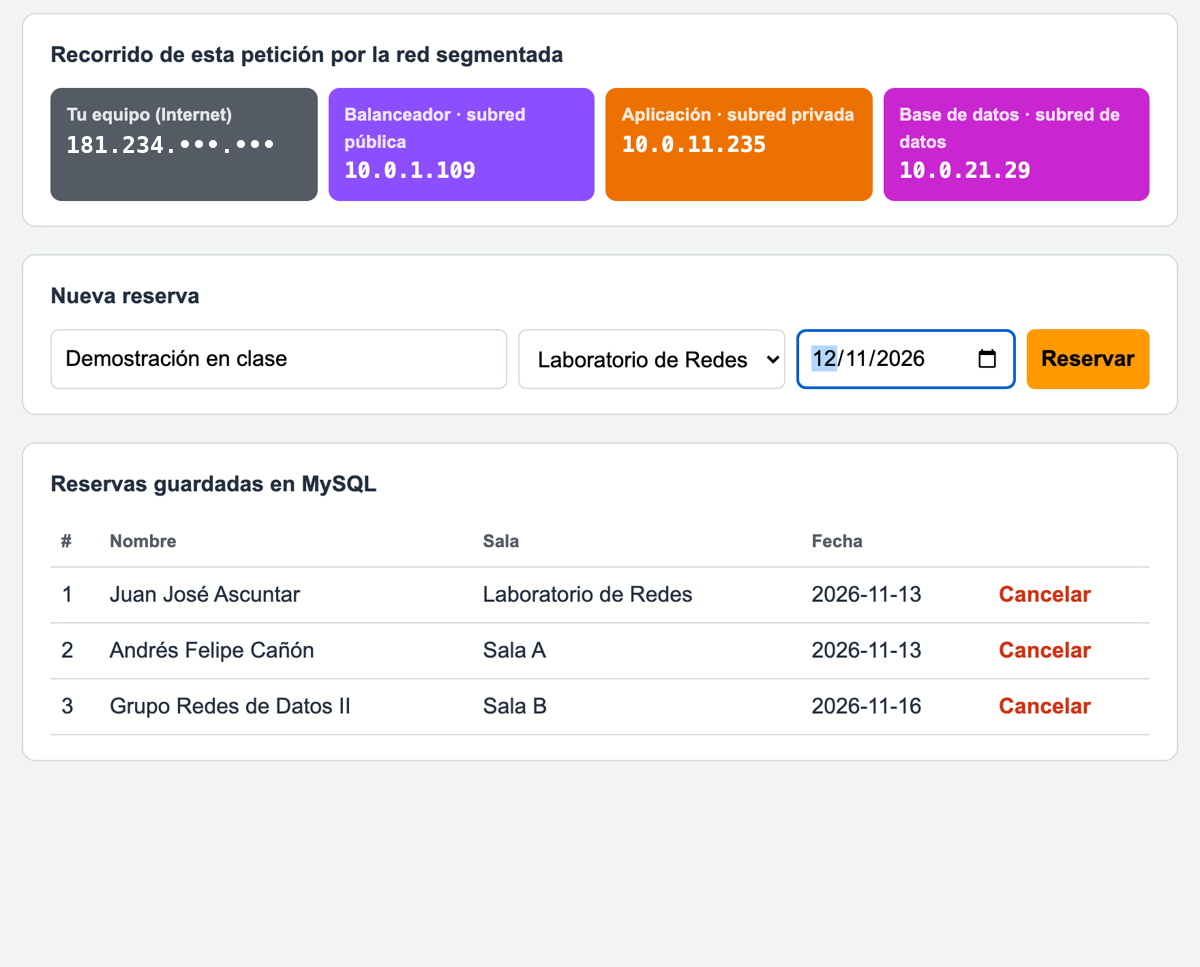 Recorrido de esta petición por la red segmentada
Tu equipo (Internet)
181.234.•••.•••
Balanceador · subred
pública
10.0.1.109
Aplicación · subred privada
10.0.11.235
Base de datos · subred de
datos
10.0.21.29
Nueva reserva
Demostración en clase
Laboratorio de Redes
12/11/2026
Reservar
Reservas guardadas en MySQL
# Nombre Sala Fecha
1 Juan José Ascuntar Laboratorio de Redes 2026-11-13 Cancelar
2 Andrés Felipe Cañón Sala A 2026-11-13 Cancelar
3 Grupo Redes de Datos II Sala B 2026-11-16 Cancelar